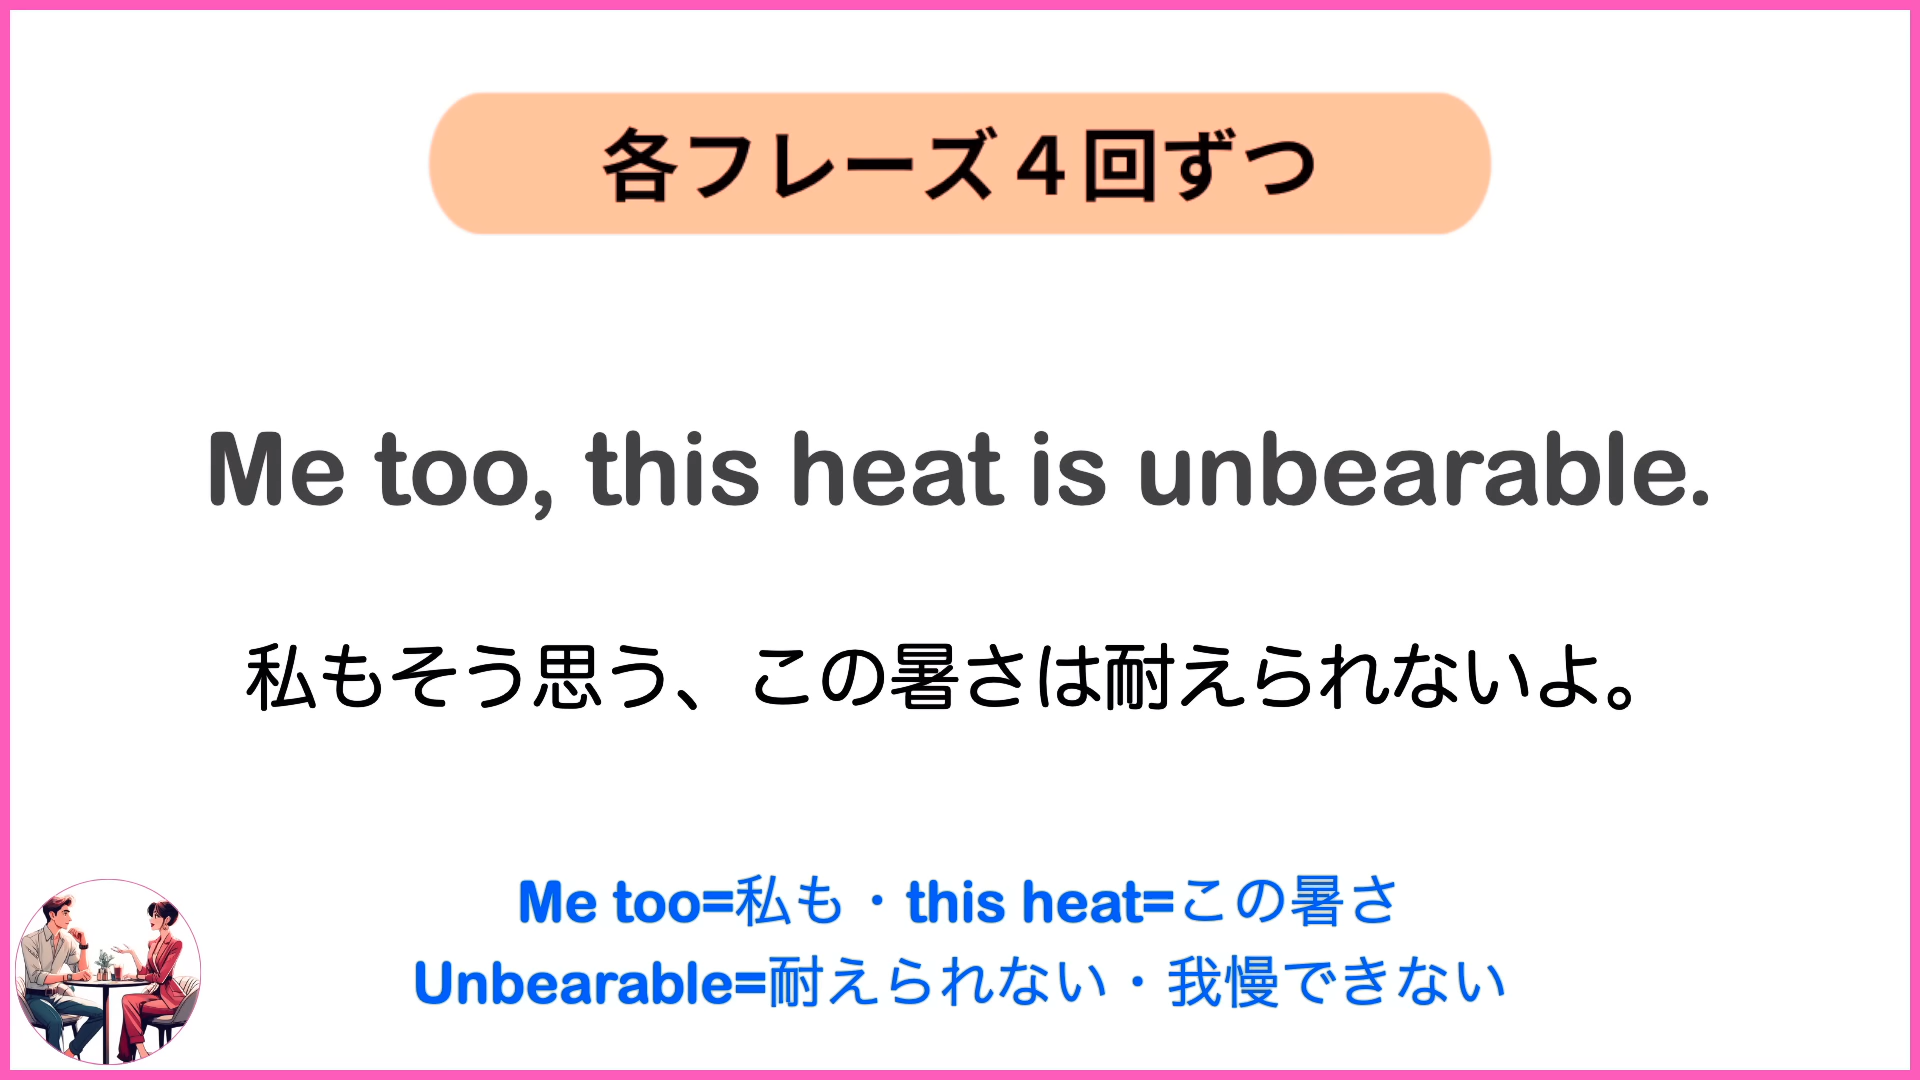 各フレーズ４回ずつ
Me too, this heat is unbearable.
私もそう思う、この暑さは耐えられないよ。
Me too=私も・this heat=この暑さ
Unbearable=耐えられない・我慢できない